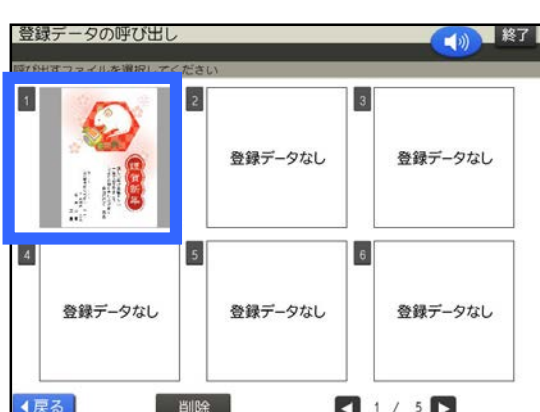 登録データの呼び出し
終了
呼び出すファイルを選択してください
1
謹賀新年
2
登録データなし
3
登録データなし
4
登録データなし
5
登録データなし
6
登録データなし
戻る
削除
1 / 5